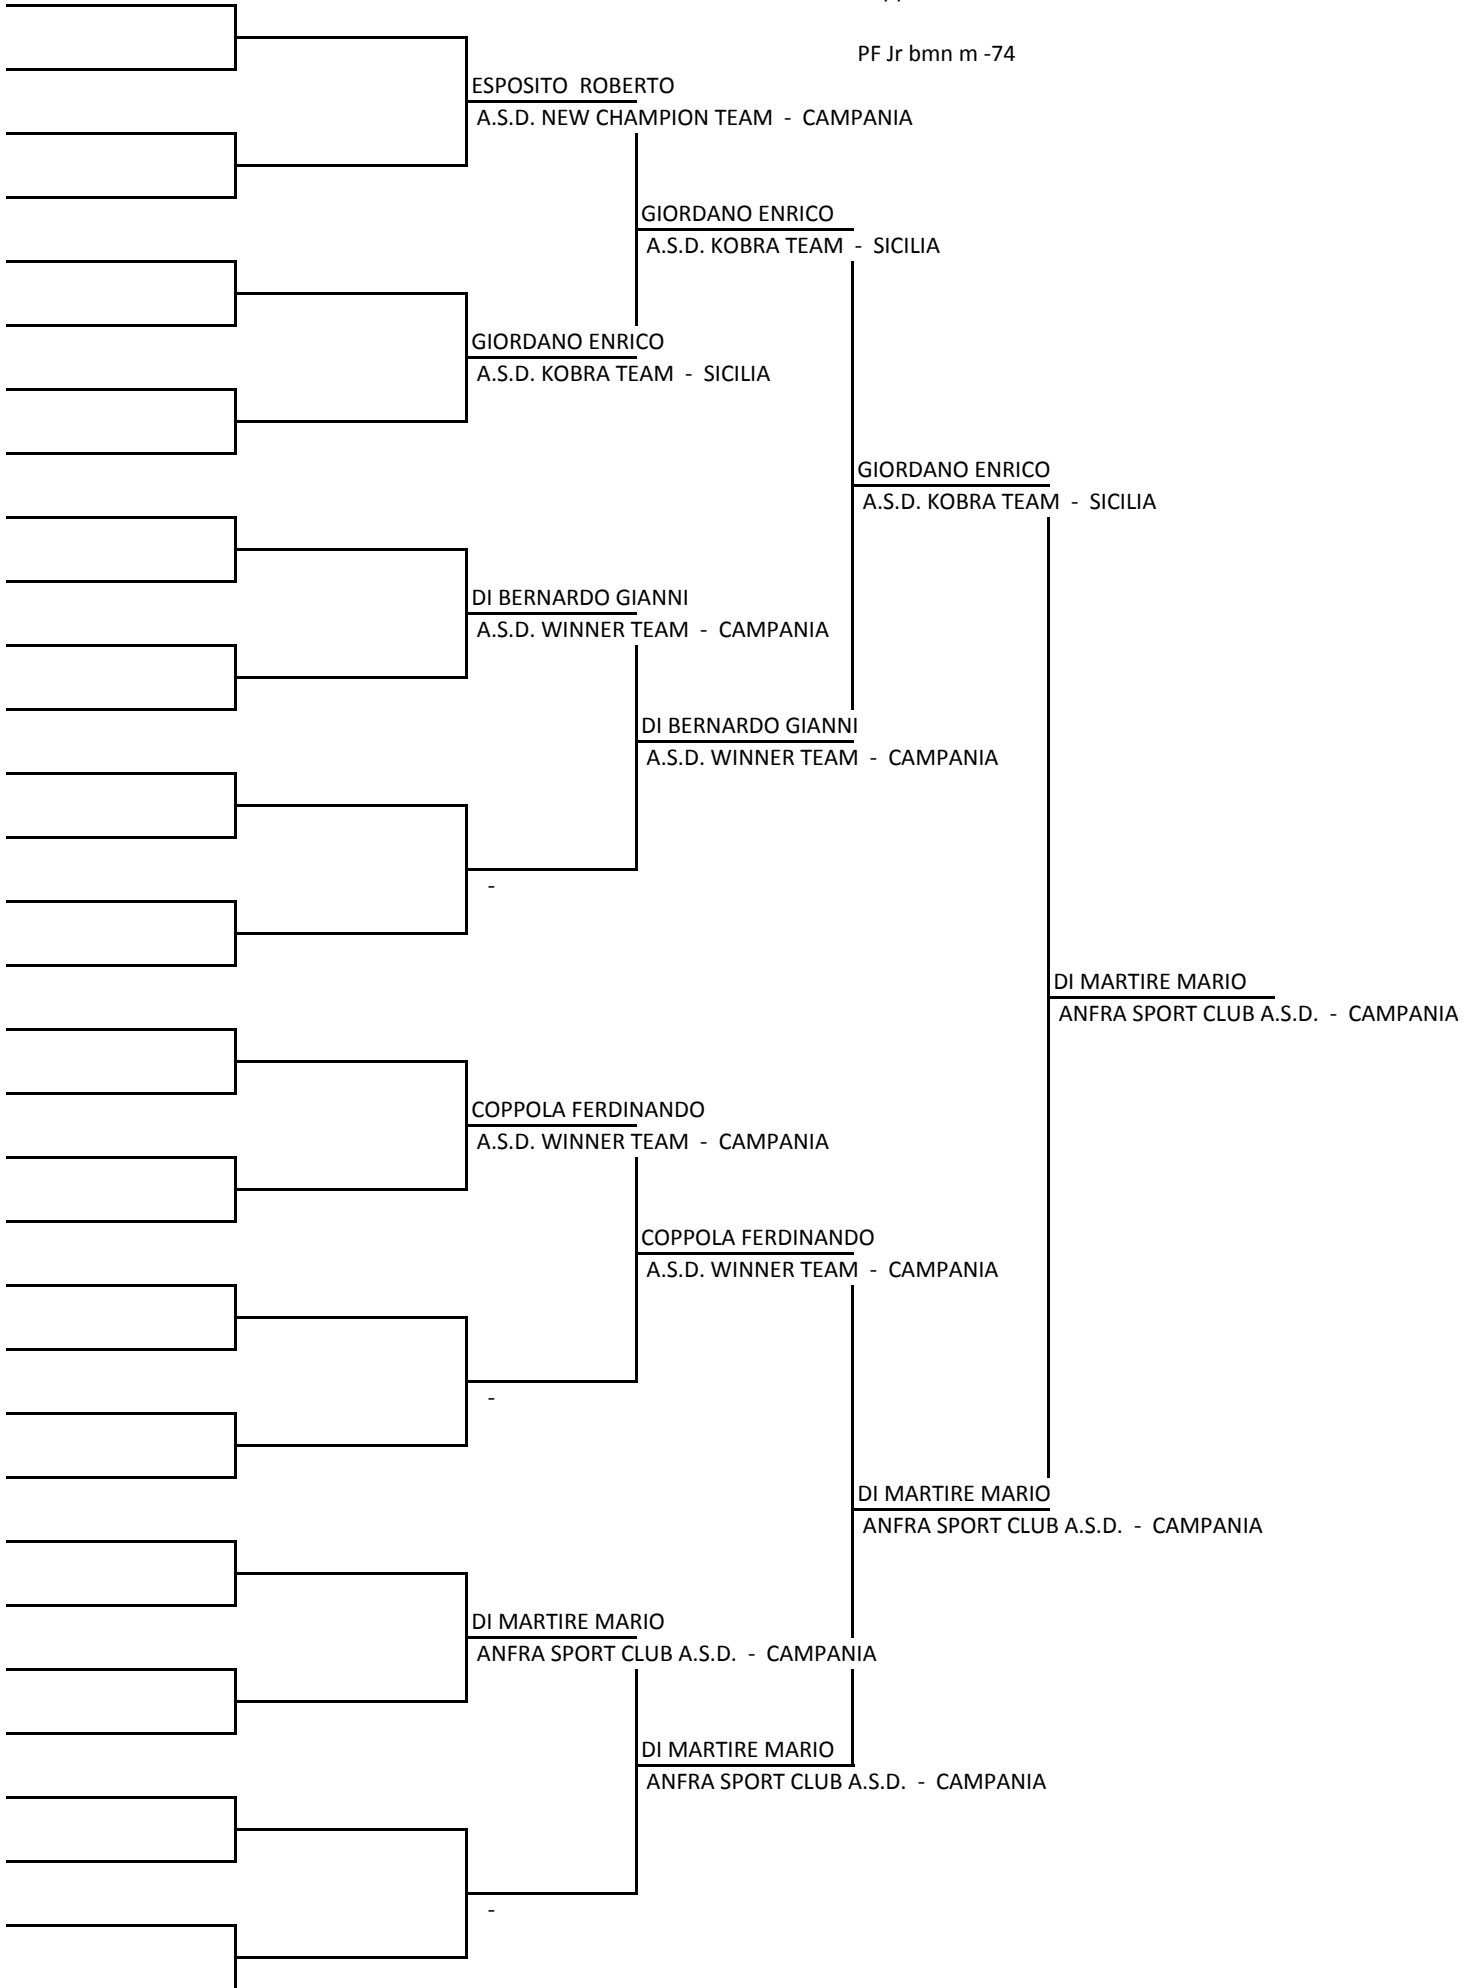 PF Jr bmn m -74
ESPOSITO  ROBERTO
A.S.D. NEW CHAMPION TEAM  -  CAMPANIA
GIORDANO ENRICO
A.S.D. KOBRA TEAM  -  SICILIA
GIORDANO ENRICO
A.S.D. KOBRA TEAM  -  SICILIA
GIORDANO ENRICO
A.S.D. KOBRA TEAM  -  SICILIA
DI BERNARDO GIANNI
A.S.D. WINNER TEAM  -  CAMPANIA
DI BERNARDO GIANNI
A.S.D. WINNER TEAM  -  CAMPANIA
-
DI MARTIRE MARIO
ANFRA SPORT CLUB A.S.D.  -  CAMPANIA
COPPOLA FERDINANDO
A.S.D. WINNER TEAM  -  CAMPANIA
COPPOLA FERDINANDO
A.S.D. WINNER TEAM  -  CAMPANIA
-
DI MARTIRE MARIO
ANFRA SPORT CLUB A.S.D.  -  CAMPANIA
DI MARTIRE MARIO
ANFRA SPORT CLUB A.S.D.  -  CAMPANIA
DI MARTIRE MARIO
ANFRA SPORT CLUB A.S.D.  -  CAMPANIA
-